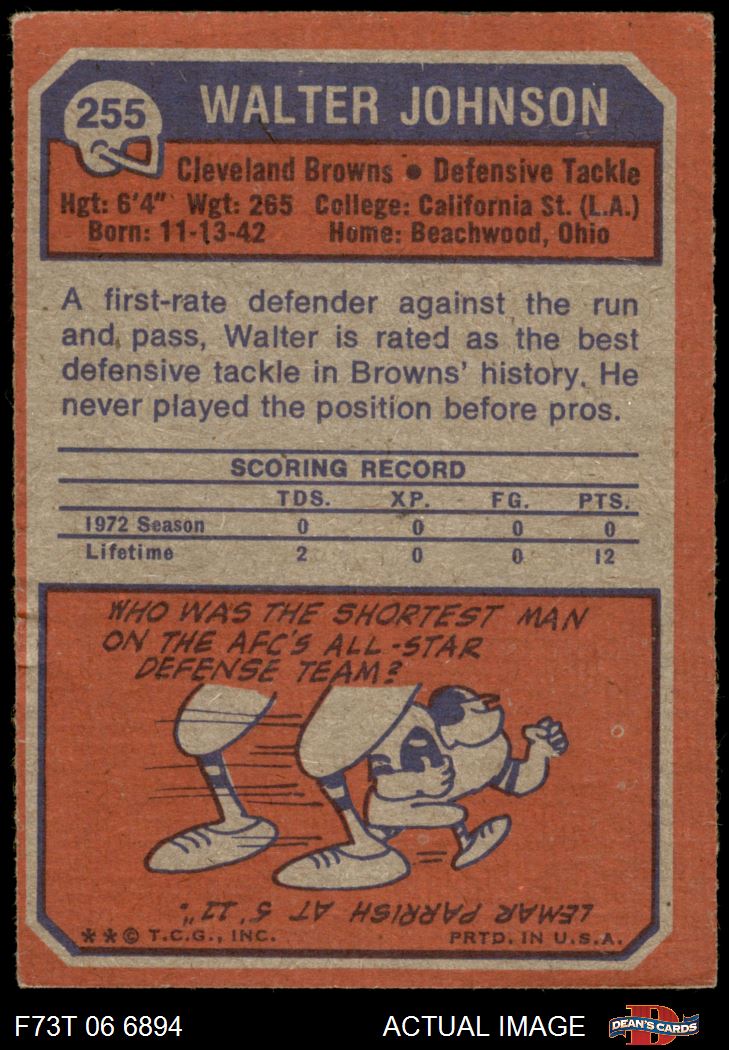 255
WALTER JOHNSON
Cleveland Browns • Defensive Tackle
Hgt: 6'4" Wgt: 265 College: California St. (L.A.)
Born: 11-13-42 Home: Beachwood, Ohio
A first-rate defender against the run
and pass, Walter is rated as the best
defensive tackle in Browns' history. He
never played the position before pros.
SCORING RECORD
TDS. XP. FG. PTS.
1972 Season 0 0 0 0
Lifetime 2 0 0 12
WHO WAS THE SHORTEST MAN
ON THE AFC'S ALL-STAR
DEFENSE TEAM?
LEMAR PARRISH AT 5' 11".
**© T.C.G., INC. PRTD. IN U.S.A.
F73T 06 6894 ACTUAL IMAGE DEAN'S CARDS